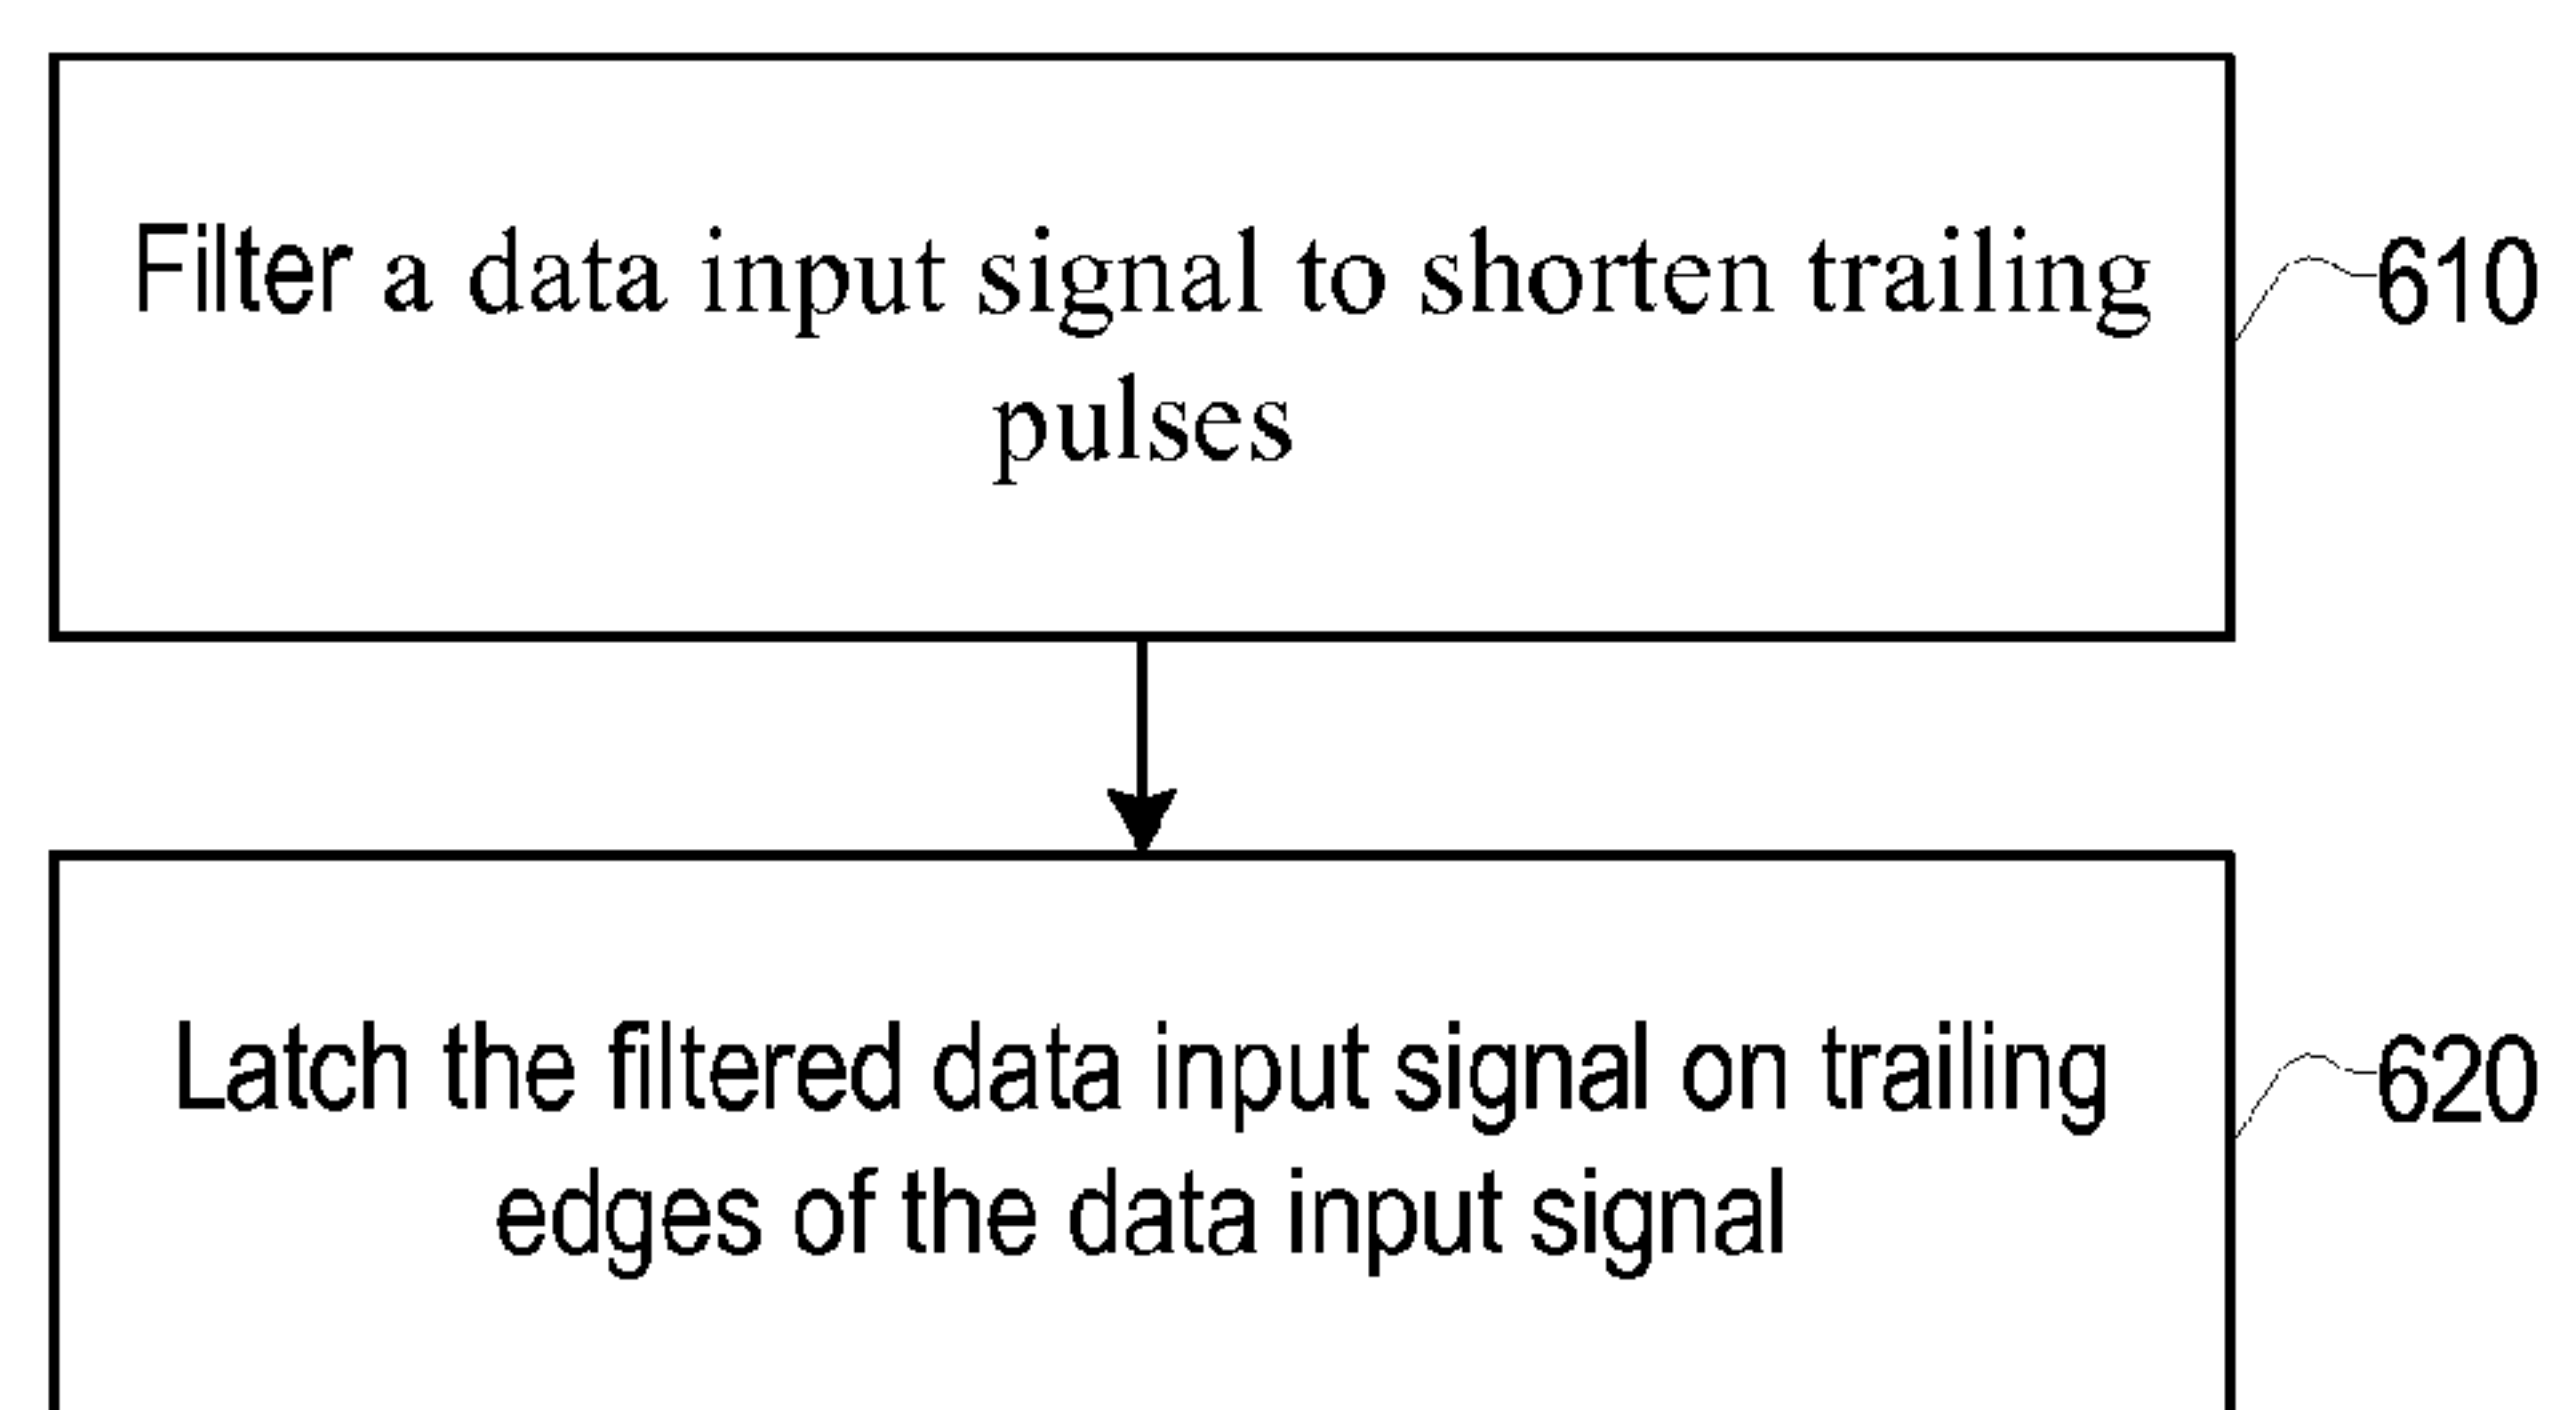 Filter a data input signal to shorten trailing
pulses
610
Latch the filtered data input signal on trailing
edges of the data input signal
620